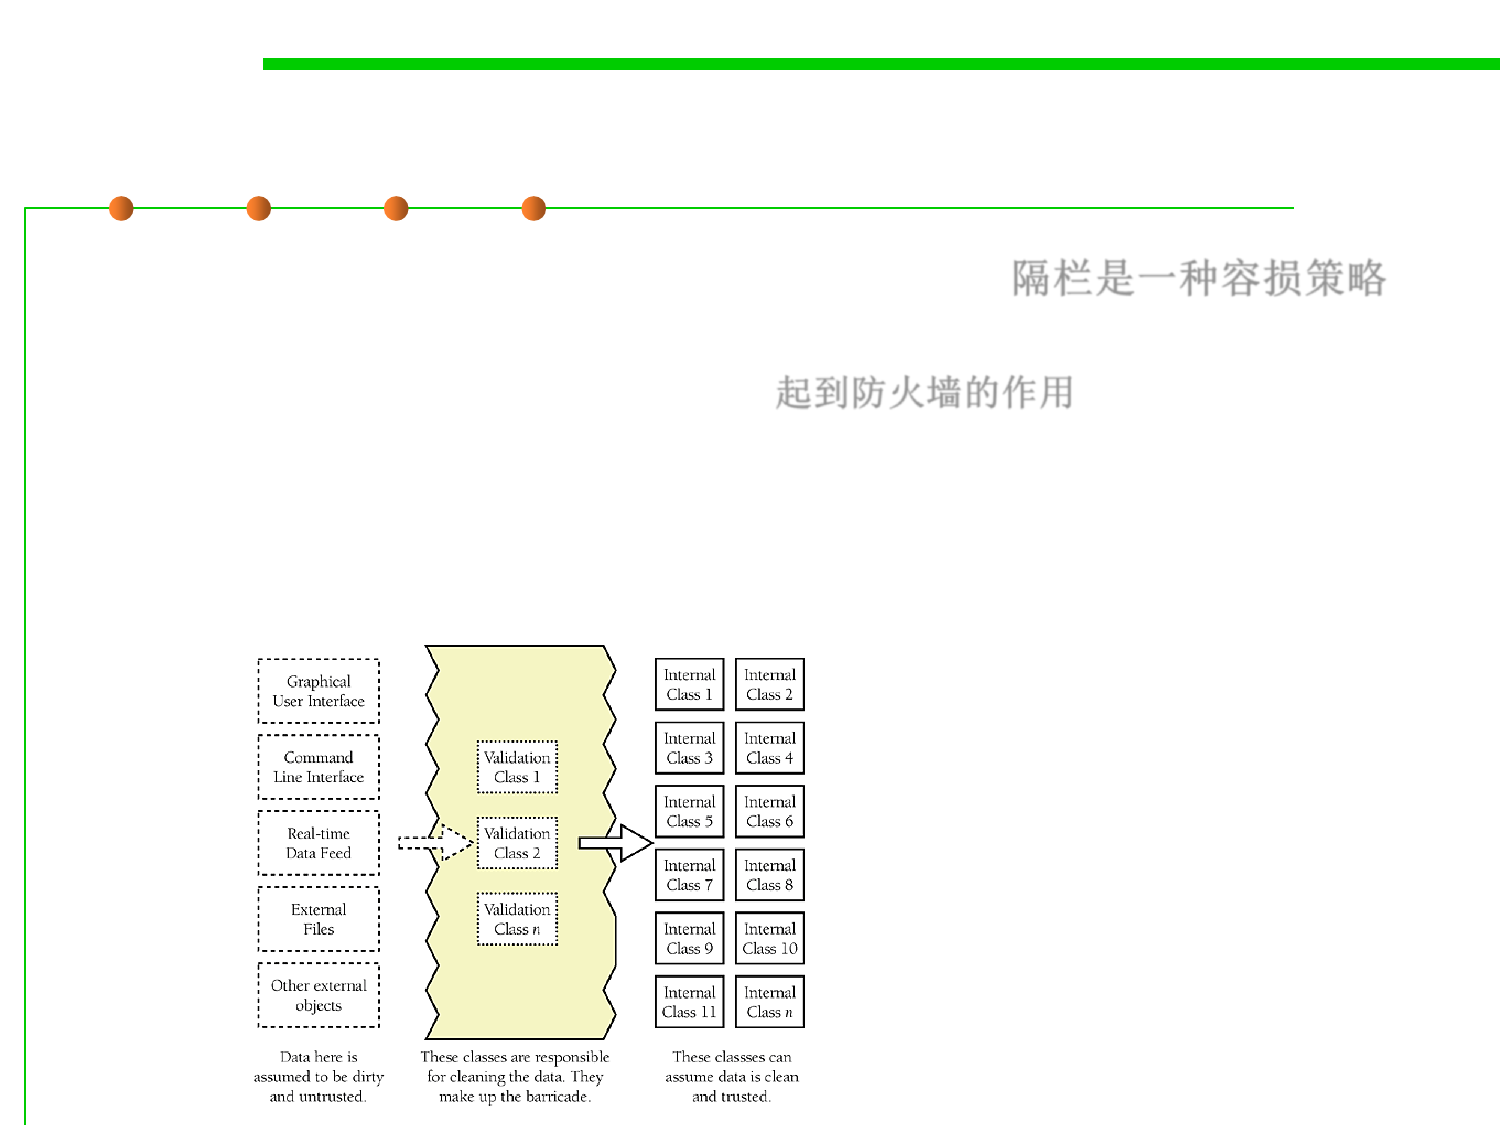 隔栏是一种容损策略
起到防火墙的作用
Graphical
User Interface
Command
Line Interface
Real-time
Data Feed
External
Files
Other external
objects
Data here is
assumed to be dirty
and untrusted.
Validation
Class 1
Validation
Class 2
Validation
Class n
These classes are responsible
for cleaning the data. They
make up the barricade.
Internal
Class 1
Internal
Class 2
Internal
Class 3
Internal
Class 4
Internal
Class 5
Internal
Class 6
Internal
Class 7
Internal
Class 8
Internal
Class 9
Internal
Class 10
Internal
Class 11
Internal
Class n
These classses can
assume data is clean
and trusted.